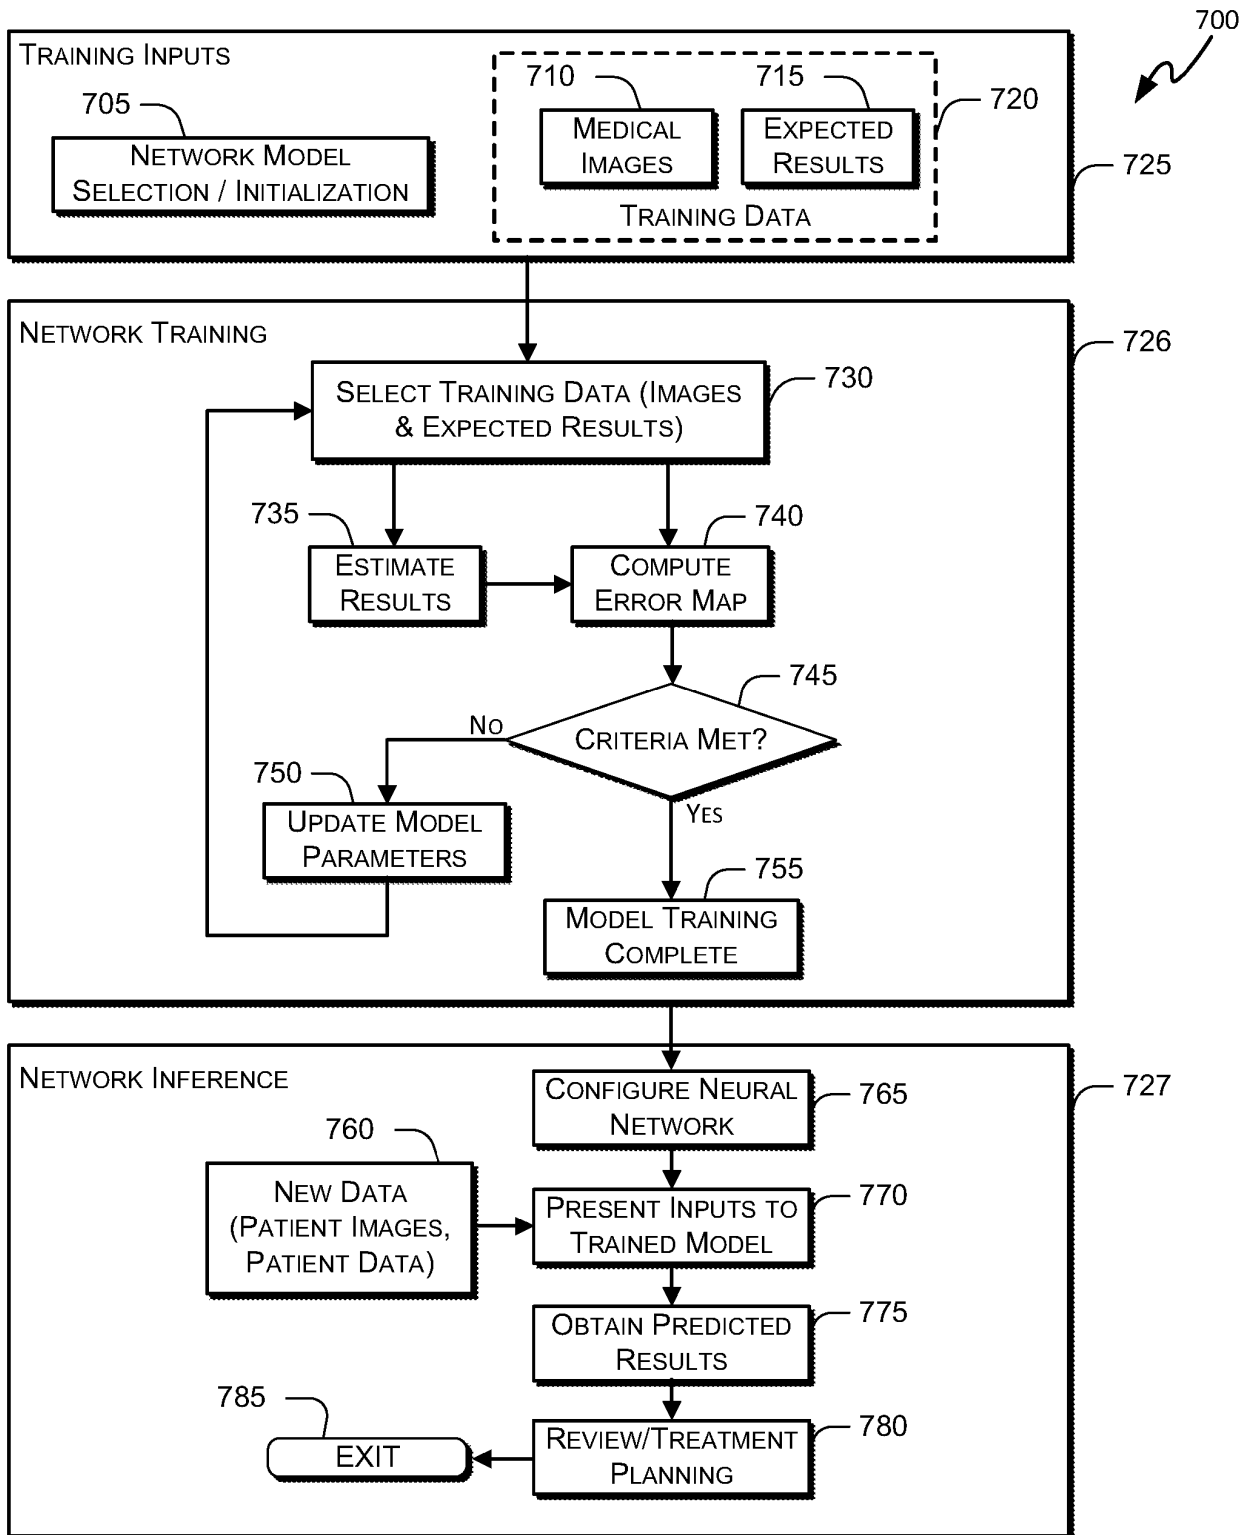 700
TRAINING INPUTS
705
NETWORK MODEL
SELECTION / INITIALIZATION
710
MEDICAL
IMAGES
715
EXPECTED
RESULTS
TRAINING DATA
720
725
NETWORK TRAINING
726
SELECT TRAINING DATA (IMAGES
& EXPECTED RESULTS)
730
735
ESTIMATE
RESULTS
740
COMPUTE
ERROR MAP
745
CRITERIA MET?
NO
YES
750
UPDATE MODEL
PARAMETERS
755
MODEL TRAINING
COMPLETE
NETWORK INFERENCE
727
CONFIGURE NEURAL
NETWORK
765
760
NEW DATA
(PATIENT IMAGES,
PATIENT DATA)
PRESENT INPUTS TO
TRAINED MODEL
770
OBTAIN PREDICTED
RESULTS
775
REVIEW/TREATMENT
PLANNING
780
785
EXIT